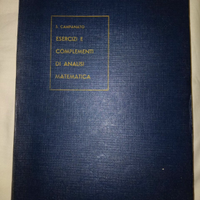 ESERCIZI E
COMPLEMENTI
DI ANALISI
MATEMATICA